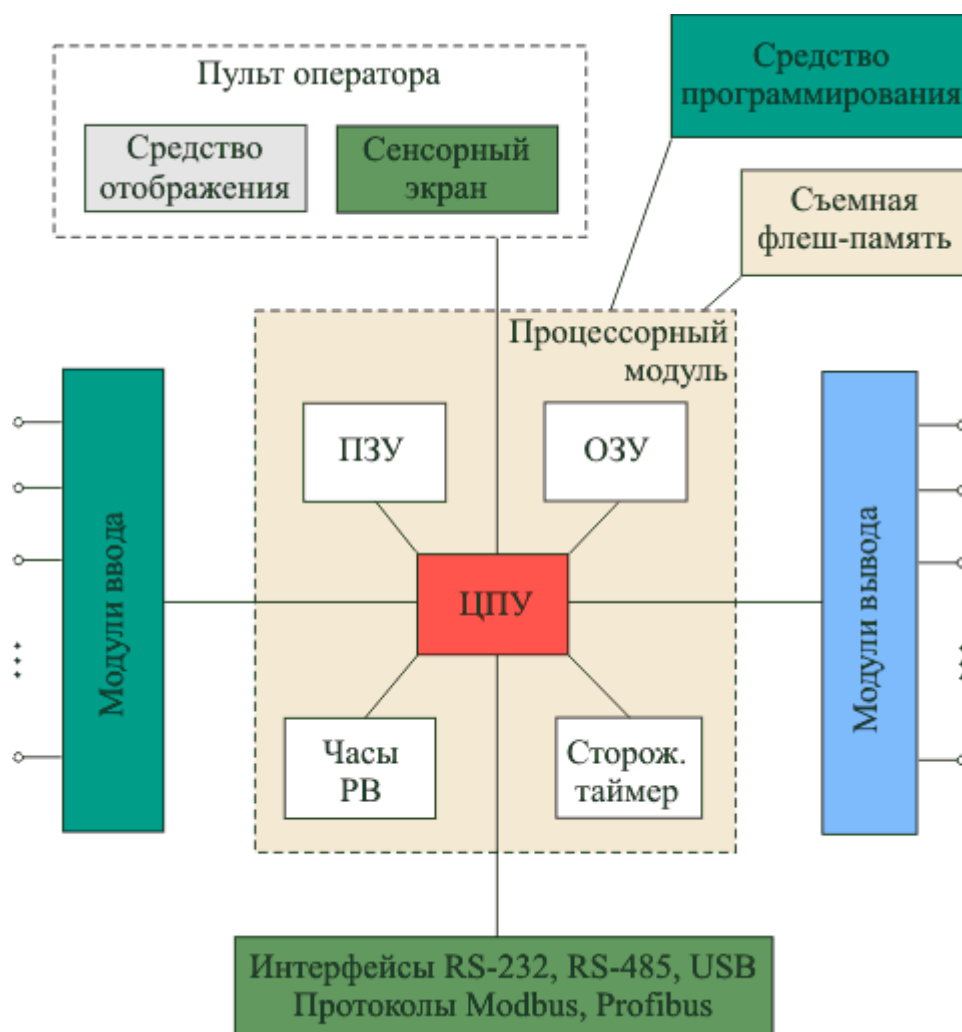 Пульт оператора
Средство
отображения
Сенсорный
экран
Средство
программирования
Съемная
флеш-память
Процессорный
модуль
ПЗУ
ОЗУ
ЦПУ
Часы
РВ
Сторож.
таймер
Модули ввода
Модули вывода
Интерфейсы RS-232, RS-485, USB
Протоколы Modbus, Profibus